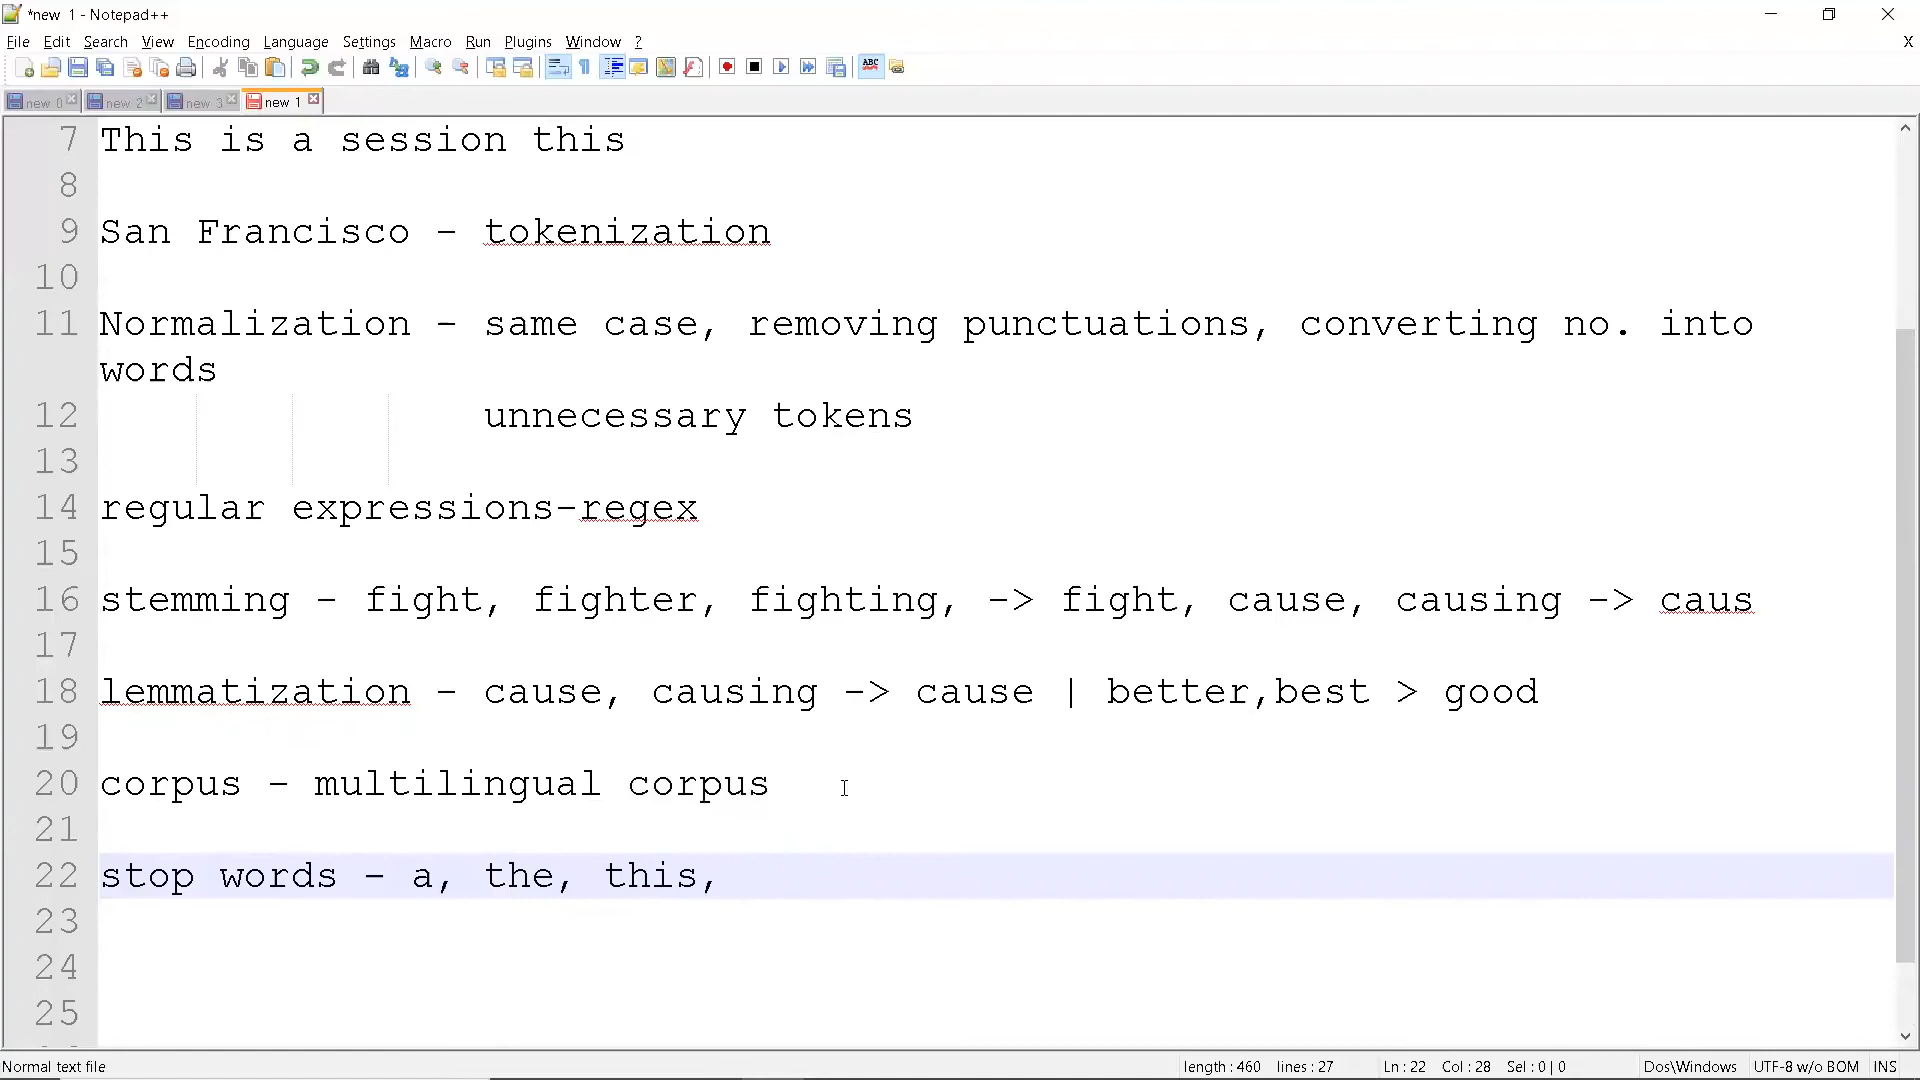 *new 1 - Notepad++
File Edit Search View Encoding Language Settings Macro Run Plugins Window ?
X
ABC
new 0 new 2 new 3 new 1
7 This is a session this
8
9 San Francisco - tokenization
10
11 Normalization - same case, removing punctuations, converting no. into
words
12 unnecessary tokens
13
14 regular expressions-regex
15
16 stemming - fight, fighter, fighting, -> fight, cause, causing -> caus
17
18 lemmatization - cause, causing -> cause | better,best > good
19
20 corpus - multilingual corpus
21
22 stop words - a, the, this,
23
24
25
Normal text file length : 460 lines : 27 Ln : 22 Col : 28 Sel : 0 | 0 Dos\Windows UTF-8 w/o BOM INS